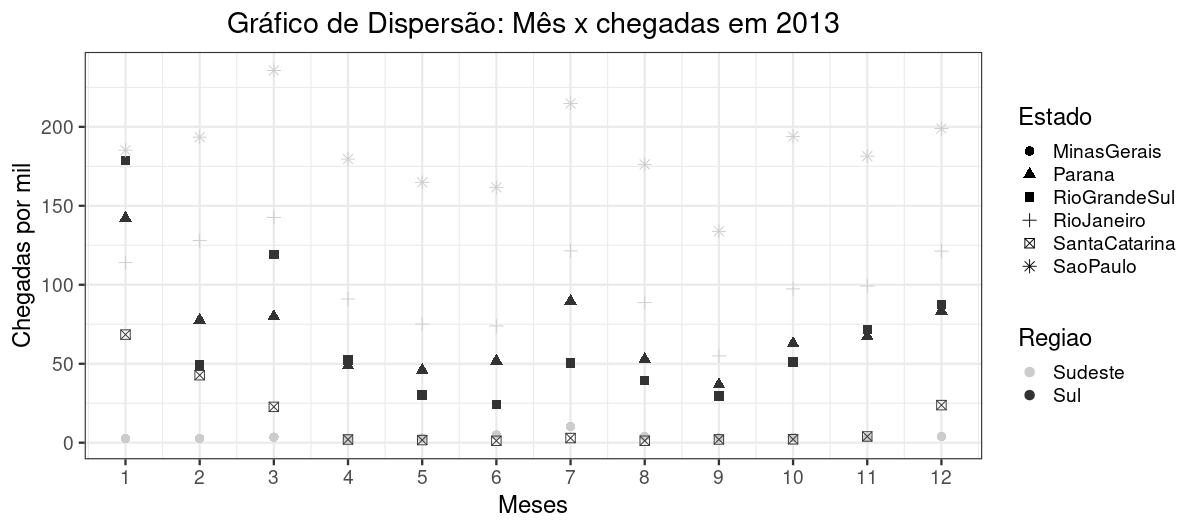 Gráfico de Dispersão: Mês x chegadas em 2013
Chegadas por mil
200
150
100
50
0
1 2 3 4 5 6 7 8 9 10 11 12
Meses
Estado
MinasGerais
Parana
RioGrandeSul
RioJaneiro
SantaCatarina
SaoPaulo
Regiao
Sudeste
Sul